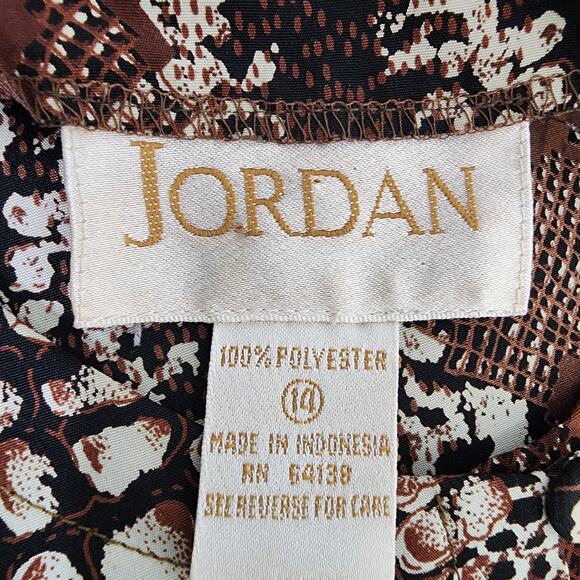 JORDAN
100% POLYESTER
14
MADE IN INDONESIA
RN 64138
SEE REVERSE FOR CARE